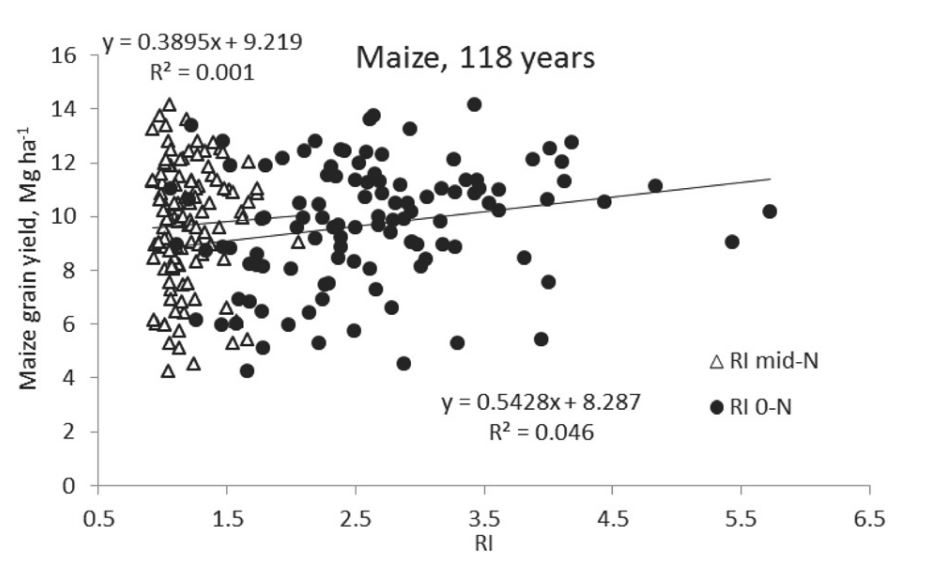 y = 0.3895x + 9.219
R² = 0.001
Maize, 118 years
Maize grain yield, Mg ha⁻¹
16
14
12
10
8
6
4
2
0
RI mid-N
RI 0-N
y = 0.5428x + 8.287
R² = 0.046
0.5 1.5 2.5 3.5 4.5 5.5 6.5
RI